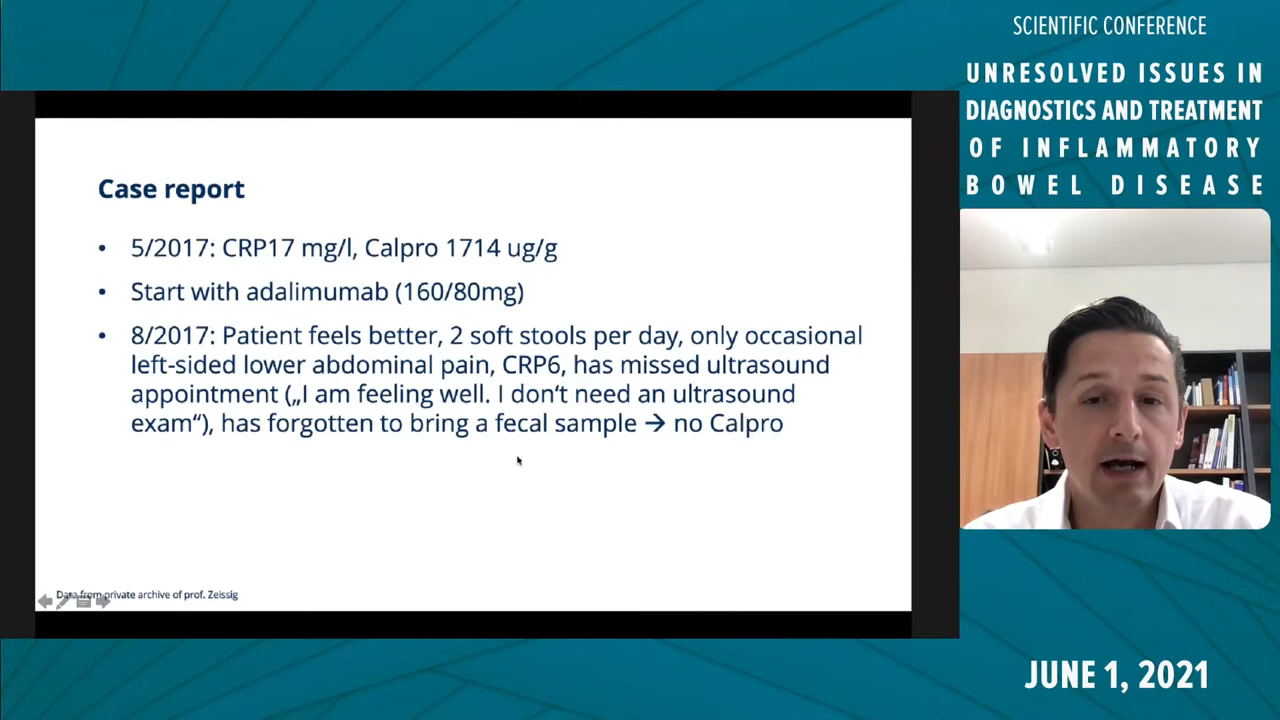 SCIENTIFIC CONFERENCE
UNRESOLVED ISSUES IN
DIAGNOSTICS AND TREATMENT
OF INFLAMMATORY
BOWEL DISEASE
Case report
• 5/2017: CRP17 mg/l, Calpro 1714 ug/g
• Start with adalimumab (160/80mg)
• 8/2017: Patient feels better, 2 soft stools per day, only occasional
left-sided lower abdominal pain, CRP6, has missed ultrasound
appointment („I am feeling well. I don‘t need an ultrasound
exam“), has forgotten to bring a fecal sample → no Calpro
Data from private archive of prof. Zeissig
JUNE 1, 2021